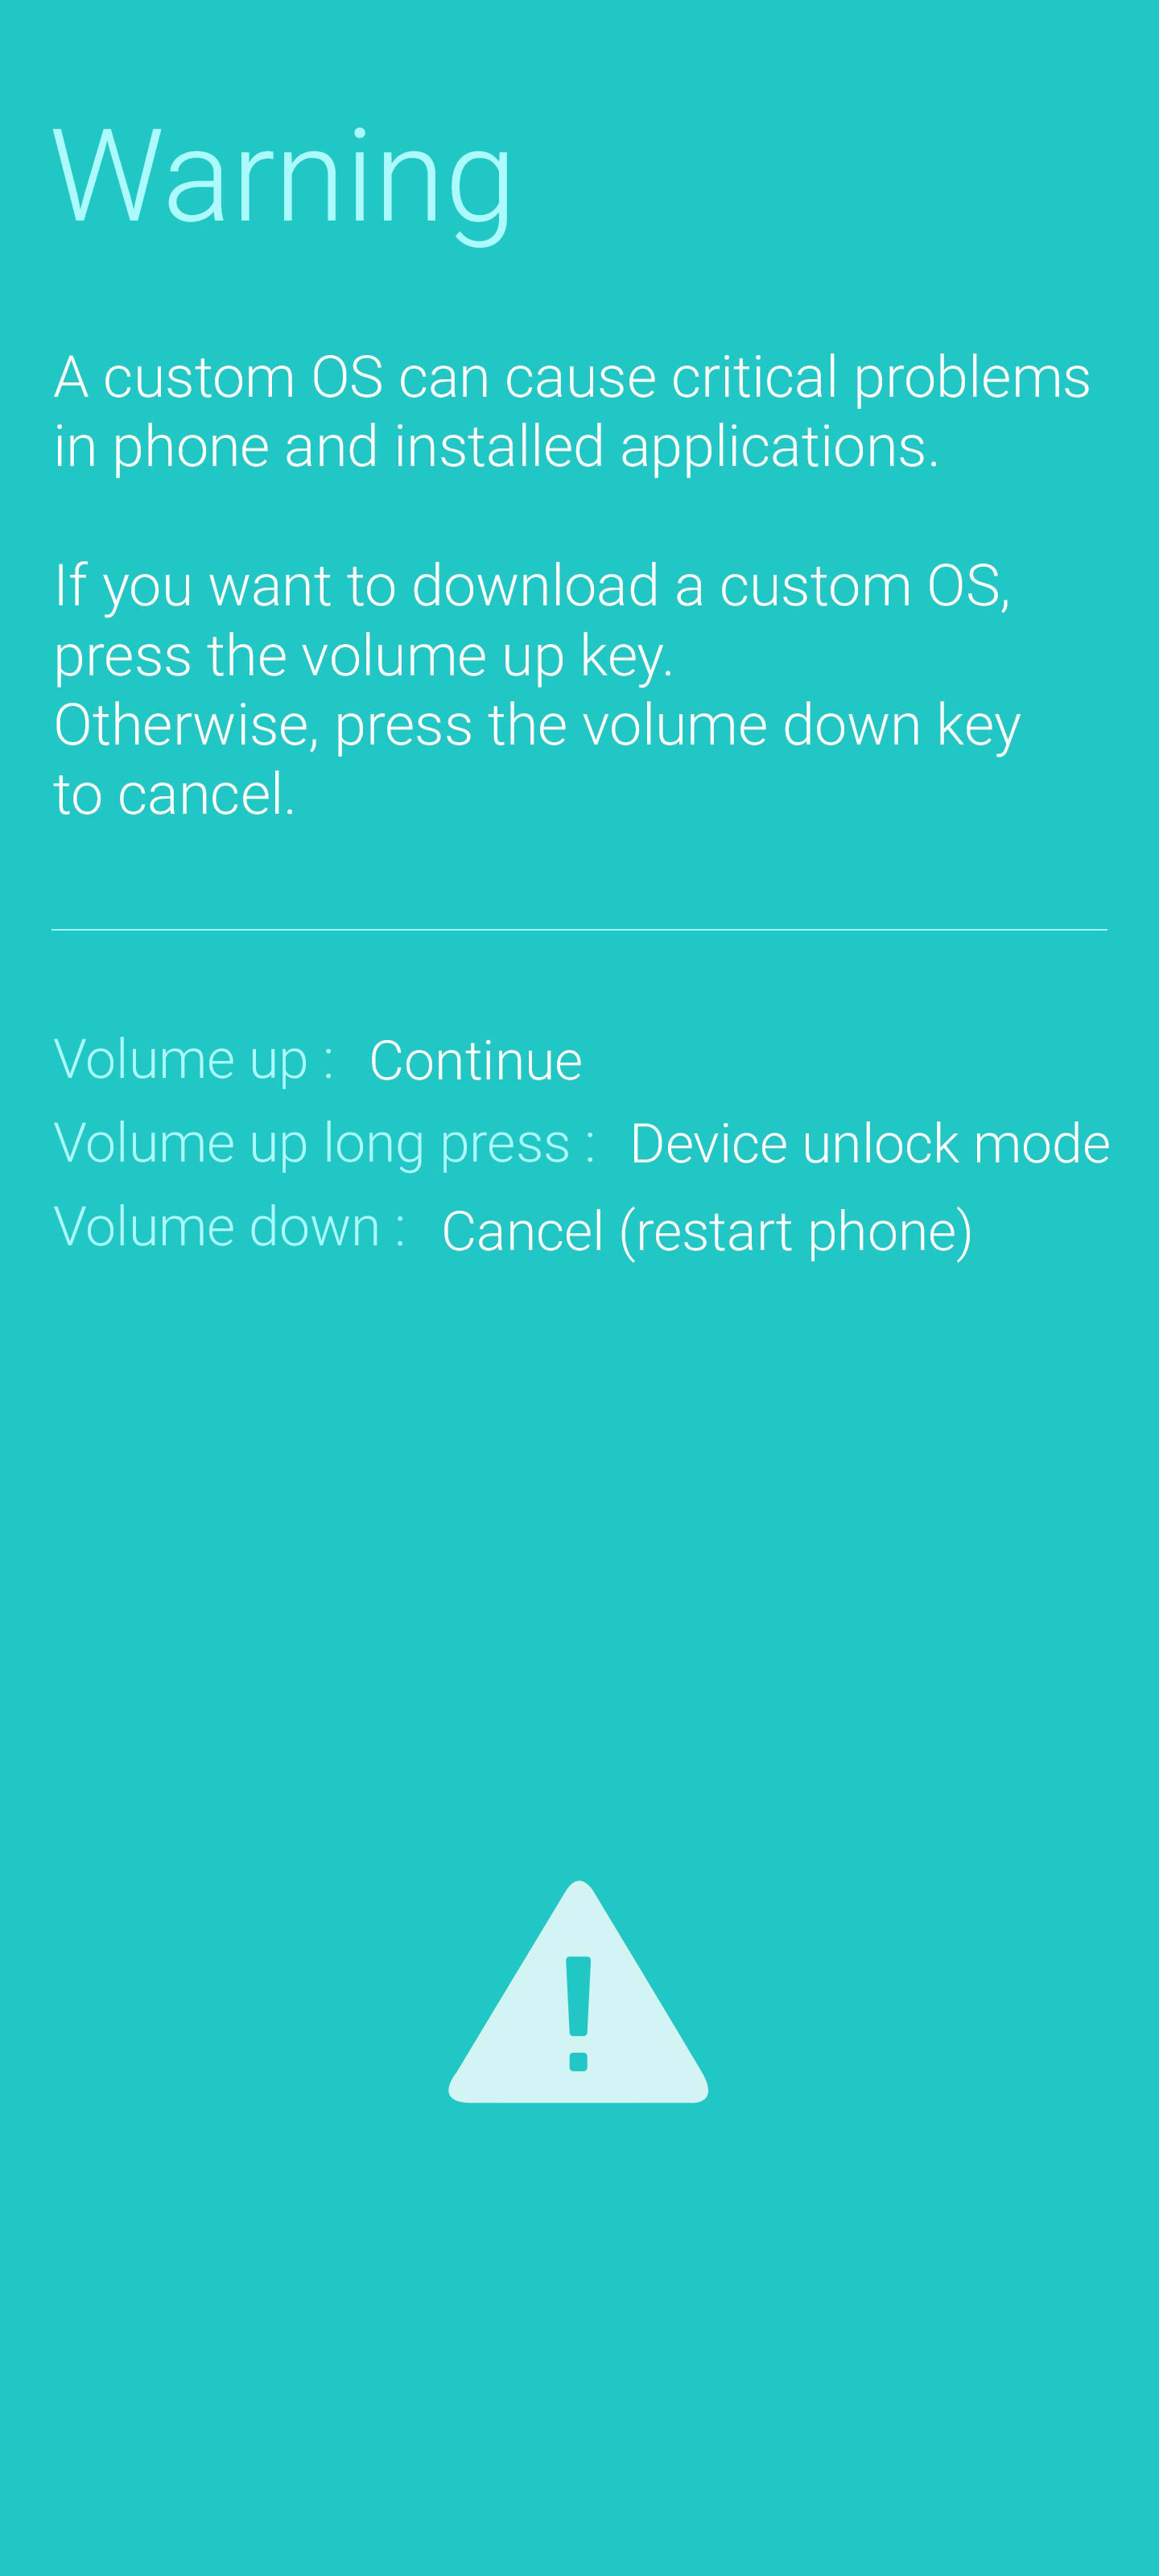 Warning
A custom OS can cause critical problems
in phone and installed applications.
If you want to download a custom OS,
press the volume up key.
Otherwise, press the volume down key
to cancel.
Volume up : Continue
Volume up long press : Device unlock mode
Volume down : Cancel (restart phone)
!